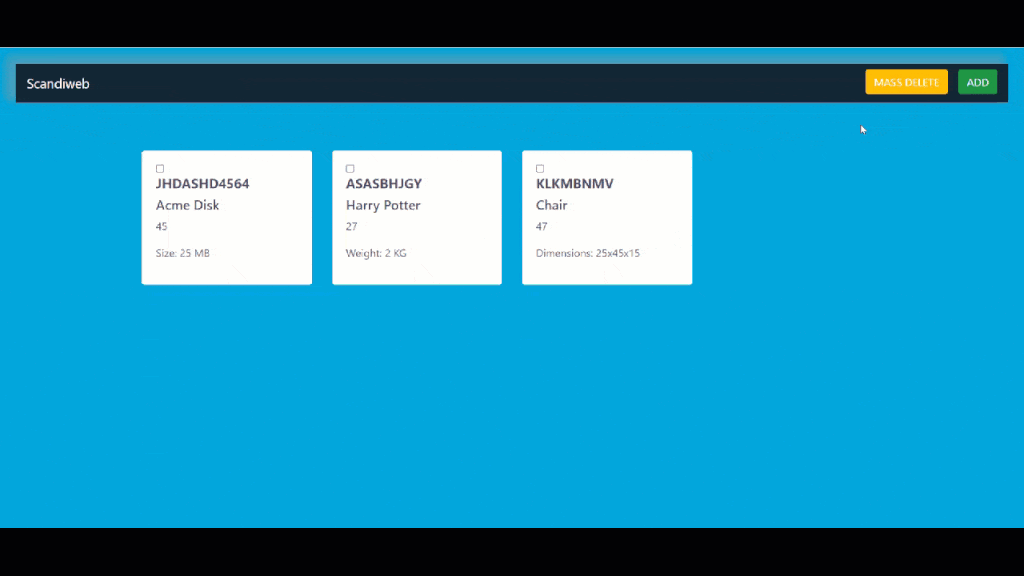 Scandiweb
MASS DELETE
ADD
JHDASHD4564
Acme Disk
45
Size: 25 MB
ASASBHJGY
Harry Potter
27
Weight: 2 KG
KLKMBNMV
Chair
47
Dimensions: 25x45x15